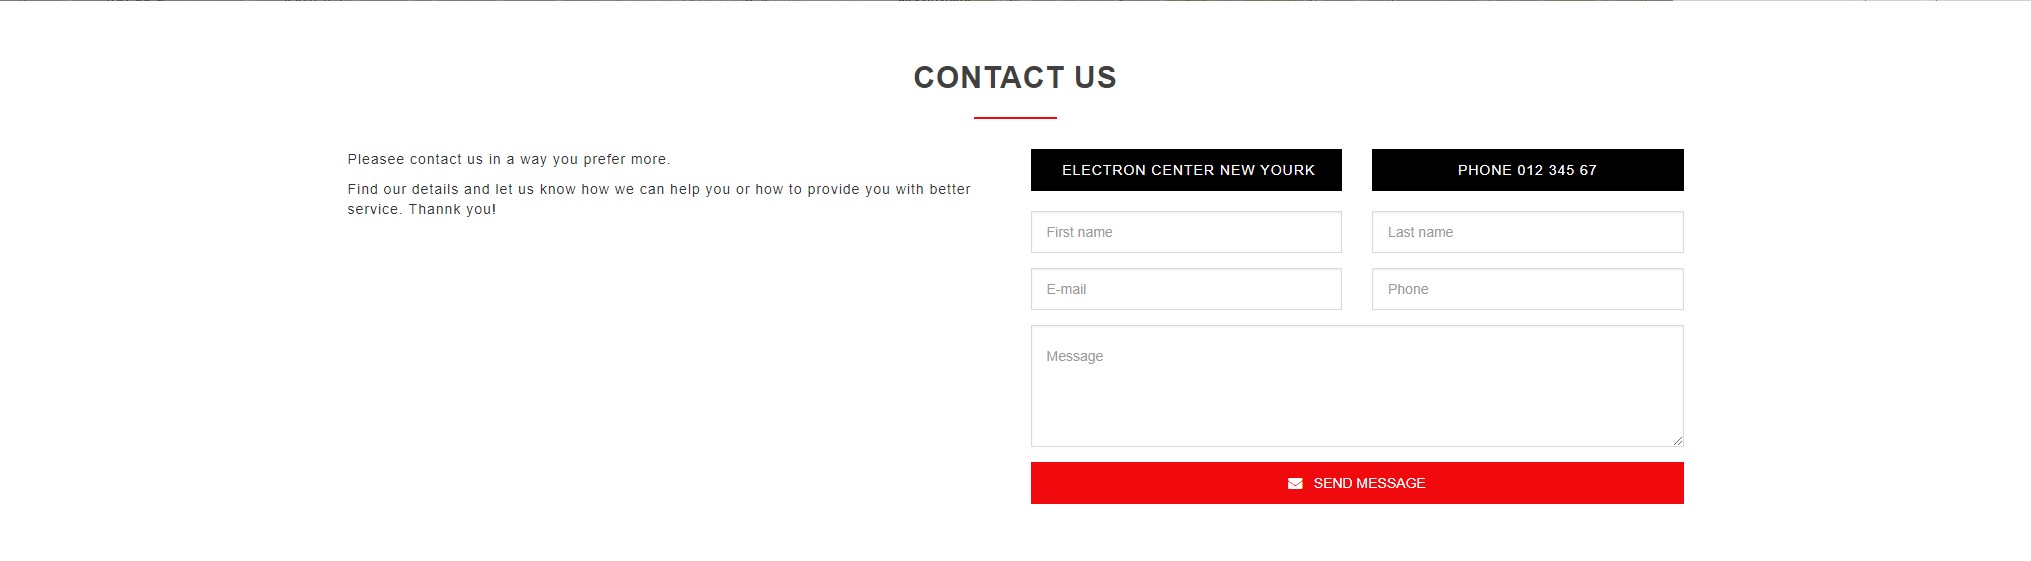 CONTACT US
Pleasee contact us in a way you prefer more.
Find our details and let us know how we can help you or how to provide you with better
service. Thannk you!
ELECTRON CENTER NEW YOURK
PHONE 012 345 67
First name
Last name
E-mail
Phone
Message
SEND MESSAGE